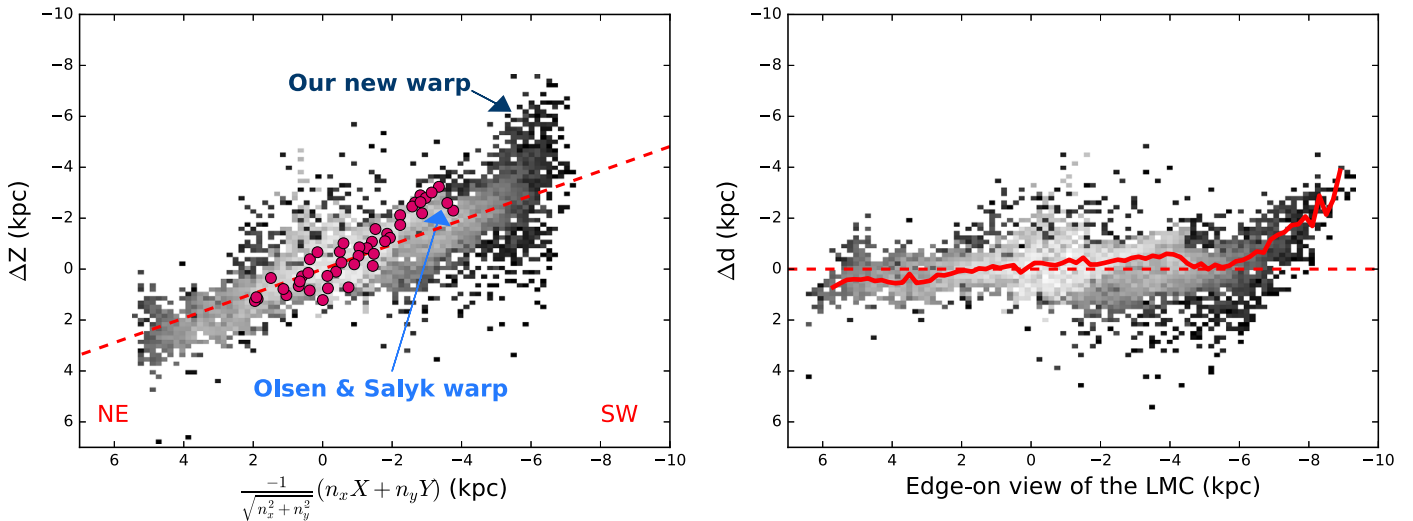 −10
−8
−6
−4
−2
0
2
4
6
ΔZ (kpc)
Our new warp
Olsen & Salyk warp
NE
SW
6 4 2 0 −2 −4 −6 −8 −10
$\frac{-1}{\sqrt{n_x^2+n_y^2}}(n_xX+n_yY)$ (kpc)
−10
−8
−6
−4
−2
0
2
4
6
Δd (kpc)
6 4 2 0 −2 −4 −6 −8 −10
Edge-on view of the LMC (kpc)